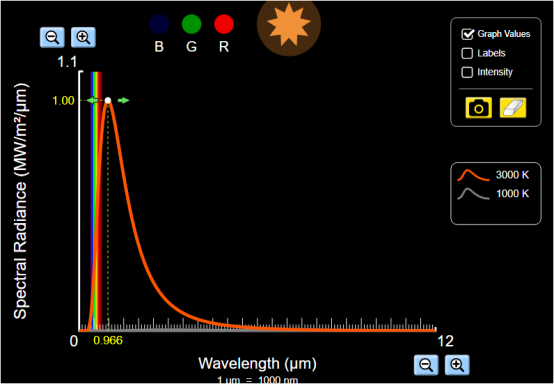 B G R
Graph Values
Labels
Intensity
1.1
1.00
Spectral Radiance (MW/m²/µm)
3000 K
1000 K
0
0.966
12
Wavelength (µm)
1 µm = 1000 nm